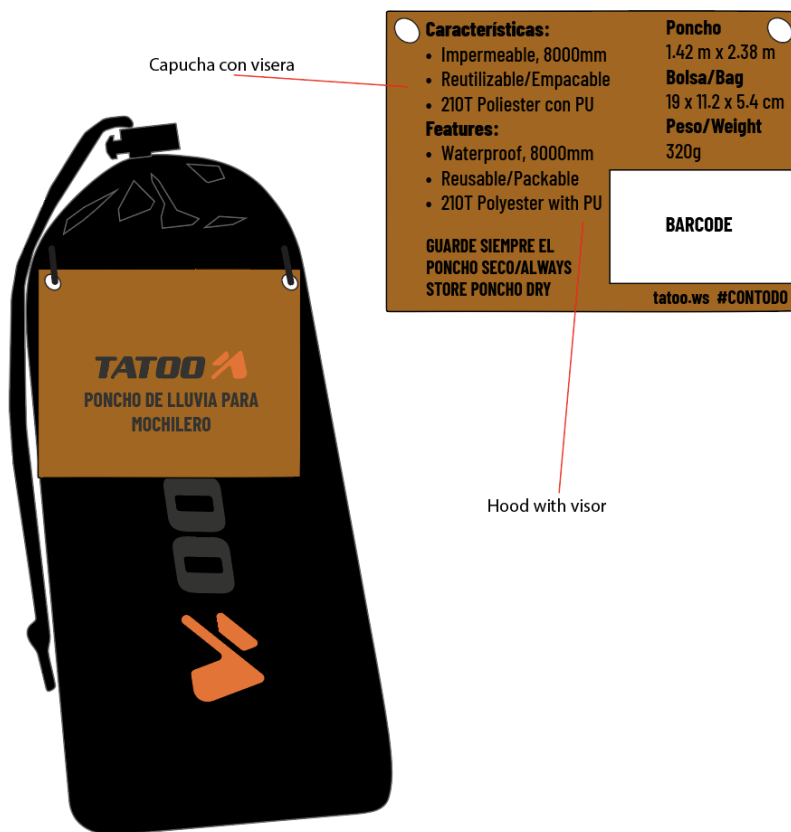 Capucha con visera
Características:
• Impermeable, 8000mm
• Reutilizable/Empacable
• 210T Poliester con PU
Features:
• Waterproof, 8000mm
• Reusable/Packable
• 210T Polyester with PU
GUARDE SIEMPRE EL
PONCHO SECO/ALWAYS
STORE PONCHO DRY
Poncho
1.42 m x 2.38 m
Bolsa/Bag
19 x 11.2 x 5.4 cm
Peso/Weight
320g
BARCODE
tatoo.ws #CONTODO
TATOO
PONCHO DE LLUVIA PARA
MOCHILERO
OO
Hood with visor